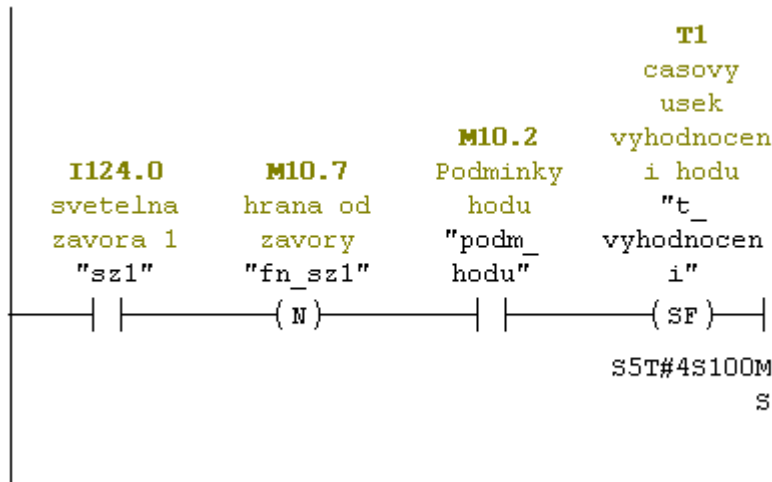 T1
casovy
usek
vyhodnocen
i hodu
"t_
vyhodnocen
i"
M10.2
Podminky
hodu
"podm_
hodu"
I124.0
svetelna
zavora 1
"sz1"
M10.7
hrana od
zavory
"fn_sz1"
N
SF
S5T#4S100M
S